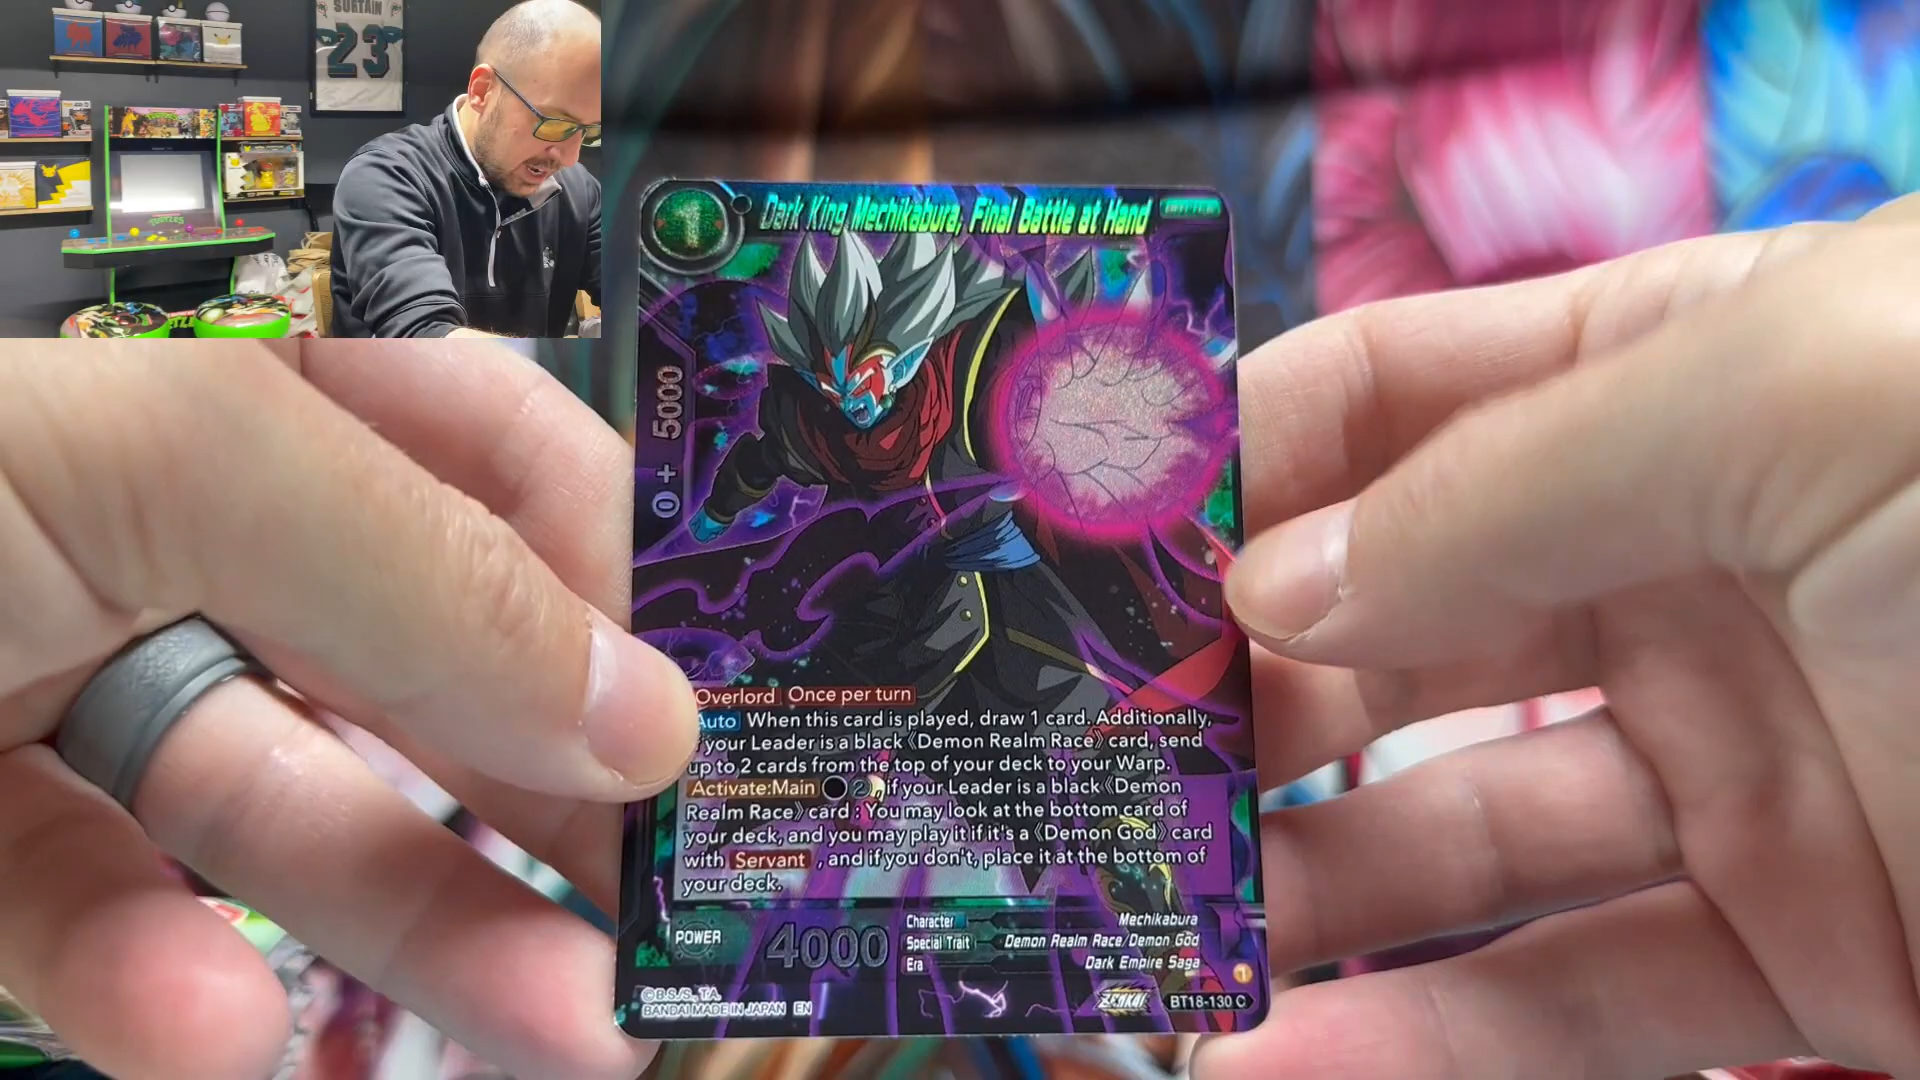 SURTAIN
23
TURTLES
1
Dark King Mechikabura, Final Battle at Hand
BATTLE
0 + 5000
Overlord Once per turn
Auto When this card is played, draw 1 card. Additionally,
your Leader is a black 《Demon Realm Race》 card, send
up to 2 cards from the top of your deck to your Warp.
Activate:Main 2, if your Leader is a black 《Demon
Realm Race》 card : You may look at the bottom card of
your deck, and you may play it if it's a 《Demon God》 card
with Servant , and if you don't, place it at the bottom of
your deck.
POWER 4000
Character Mechikabura
Special Trait Demon Realm Race/Demon God
Era Dark Empire Saga
1
©B.S./S., T.A.
BANDAI MADE IN JAPAN EN
ZENKAI BT18-130 C